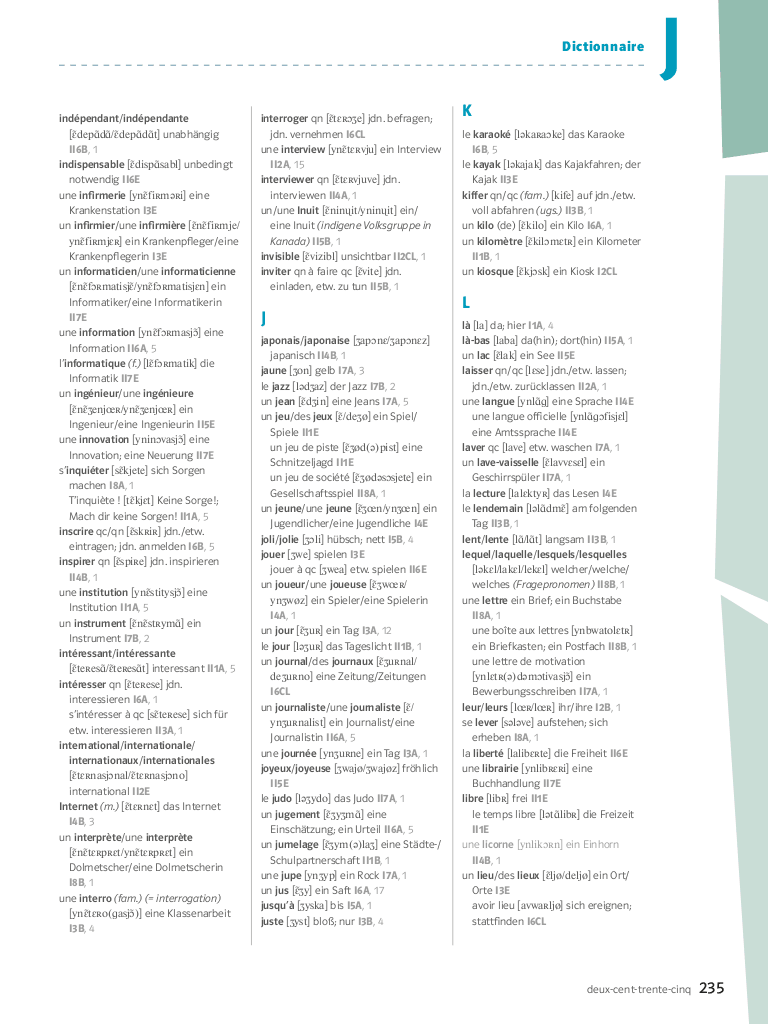 Dictionnaire
J
indépendant/indépendante
[ɛ̃depɑ̃dɑ̃/ɛ̃depɑ̃dɑ̃t] unabhängig
II6B, 1
indispensable [ɛ̃dispɑ̃sabl] unbedingt
notwendig II6E
une infirmerie [ynɛ̃fiʀməʀi] eine
Krankenstation I3E
un infirmier/une infirmière [ɛ̃nɛ̃fiʀmje/
ynɛ̃fiʀmjɛʀ] ein Krankenpfleger/eine
Krankenpflegerin I3E
un informaticien/une informaticienne
[ɛ̃nɛ̃fɔʀmatisjɛ̃/ynɛ̃fɔʀmatisjɛn] ein
Informatiker/eine Informatikerin
II7E
une information [ynɛ̃fɔʀmasjɔ̃] eine
Information II6A, 5
l'informatique (f.) [lɛ̃fɔʀmatik] die
Informatik II7E
un ingénieur/une ingénieure
[ɛ̃nɛ̃ʒenjœʀ/ynɛ̃ʒenjœʀ] ein
Ingenieur/eine Ingenieurin II5E
une innovation [yninɔvasjɔ̃] eine
Innovation; eine Neuerung II7E
s'inquiéter [sɛ̃kjete] sich Sorgen
machen I8A, 1
T'inquiète ! [tɛ̃kjɛt] Keine Sorge!;
Mach dir keine Sorgen! II1A, 5
inscrire qc/qn [ɛ̃skʀiʀ] jdn./etw.
eintragen; jdn. anmelden I6B, 5
inspirer qn [ɛ̃spiʀe] jdn. inspirieren
II4B, 1
une institution [ynɛ̃stitysjɔ̃] eine
Institution II1A, 5
un instrument [ɛ̃nɛ̃stʀymɑ̃] ein
Instrument I7B, 2
intéressant/intéressante
[ɛ̃teʀesɑ̃/ɛ̃teʀesɑ̃t] interessant II1A, 5
intéresser qn [ɛ̃teʀese] jdn.
interessieren I6A, 1
s'intéresser à qc [sɛ̃teʀese] sich für
etw. interessieren II3A, 1
international/internationale/
internationaux/internationales
[ɛ̃tɛʀnasjɔnal/ɛ̃tɛʀnasjɔno]
international II2E
Internet (m.) [ɛ̃tɛʀnɛt] das Internet
I4B, 3
un interprète/une interprète
[ɛ̃nɛ̃tɛʀpʀɛt/ynɛ̃tɛʀpʀɛt] ein
Dolmetscher/eine Dolmetscherin
I8B, 1
une interro (fam.) (= interrogation)
[ynɛ̃tɛʀo(gasjɔ̃)] eine Klassenarbeit
I3B, 4
interroger qn [ɛ̃tɛʀɔʒe] jdn. befragen;
jdn. vernehmen I6CL
une interview [ynɛ̃tɛʀvju] ein Interview
II2A, 15
interviewer qn [ɛ̃tɛʀvjuve] jdn.
interviewen II4A, 1
un/une Inuit [ɛ̃ninɥit/yninɥit] ein/
eine Inuit (indigene Volksgruppe in
Kanada) II5B, 1
invisible [ɛ̃vizibl] unsichtbar II2CL, 1
inviter qn à faire qc [ɛ̃vite] jdn.
einladen, etw. zu tun II5B, 1
J
japonais/japonaise [ʒapɔnɛ/ʒapɔnɛz]
japanisch II4B, 1
jaune [ʒon] gelb I7A, 3
le jazz [lədʒaz] der Jazz I7B, 2
un jean [ɛ̃dʒin] eine Jeans I7A, 5
un jeu/des jeux [ɛ̃/deʒø] ein Spiel/
Spiele II1E
un jeu de piste [ɛ̃ʒød(ə)pist] eine
Schnitzeljagd II1E
un jeu de société [ɛ̃ʒødəsɔsjete] ein
Gesellschaftsspiel II8A, 1
un jeune/une jeune [ɛ̃ʒœn/ynʒœn] ein
Jugendlicher/eine Jugendliche I4E
joli/jolie [ʒɔli] hübsch; nett I5B, 4
jouer [ʒwe] spielen I3E
jouer à qc [ʒwea] etw. spielen II6E
un joueur/une joueuse [ɛ̃ʒwœʀ/
ynʒwøz] ein Spieler/eine Spielerin
I4A, 1
un jour [ɛ̃ʒuʀ] ein Tag I3A, 12
le jour [ləʒuʀ] das Tageslicht II1B, 1
un journal/des journaux [ɛ̃ʒuʀnal/
deʒuʀno] eine Zeitung/Zeitungen
I6CL
un journaliste/une journaliste [ɛ̃/
ynʒuʀnalist] ein Journalist/eine
Journalistin II6A, 5
une journée [ynʒuʀne] ein Tag I3A, 1
joyeux/joyeuse [ʒwajø/ʒwajøz] fröhlich
II5E
le judo [ləʒydo] das Judo II7A, 1
un jugement [ɛ̃ʒyʒmɑ̃] eine
Einschätzung; ein Urteil II6A, 5
un jumelage [ɛ̃ʒym(ə)laʒ] eine Städte-/
Schulpartnerschaft II1B, 1
une jupe [ynʒyp] ein Rock I7A, 1
un jus [ɛ̃ʒy] ein Saft I6A, 17
jusqu'à [ʒyska] bis I5A, 1
juste [ʒyst] bloß; nur I3B, 4
K
le karaoké [ləkaʀaɔke] das Karaoke
I6B, 5
le kayak [ləkajak] das Kajakfahren; der
Kajak II3E
kiffer qn/qc (fam.) [kife] auf jdn./etw.
voll abfahren (ugs.) II3B, 1
un kilo (de) [ɛ̃kilo] ein Kilo I6A, 1
un kilomètre [ɛ̃kilɔmɛtʀ] ein Kilometer
II1B, 1
un kiosque [ɛ̃kjɔsk] ein Kiosk I2CL
L
là [la] da; hier I1A, 4
là-bas [laba] da(hin); dort(hin) II5A, 1
un lac [ɛ̃lak] ein See II5E
laisser qn/qc [lɛse] jdn./etw. lassen;
jdn./etw. zurücklassen II2A, 1
une langue [ynlɑ̃g] eine Sprache II4E
une langue officielle [ynlɑ̃gɔfisjɛl]
eine Amtssprache II4E
laver qc [lave] etw. waschen I7A, 1
un lave-vaisselle [ɛ̃lavvɛsɛl] ein
Geschirrspüler II7A, 1
la lecture [lalɛktyʀ] das Lesen I4E
le lendemain [ləlɑ̃dmɛ̃] am folgenden
Tag II3B, 1
lent/lente [lɑ̃/lɑ̃t] langsam II3B, 1
lequel/laquelle/lesquels/lesquelles
[ləkɛl/lakɛl/lekɛl] welcher/welche/
welches (Fragepronomen) II8B, 1
une lettre ein Brief; ein Buchstabe
II8A, 1
une boîte aux lettres [ynbwatolɛtʀ]
ein Briefkasten; ein Postfach II8B, 1
une lettre de motivation
[ynlɛtʀ(ə)dəmɔtivasjɔ̃] ein
Bewerbungsschreiben II7A, 1
leur/leurs [lœʀ/lœʀ] ihr/ihre I2B, 1
se lever [sələve] aufstehen; sich
erheben I8A, 1
la liberté [lalibɛʀte] die Freiheit II6E
une librairie [ynlibʀɛʀi] eine
Buchhandlung II7E
libre [libʀ] frei II1E
le temps libre [lətɑ̃libʀ] die Freizeit
II1E
une licorne [ynlikɔʀn] ein Einhorn
II4B, 1
un lieu/des lieux [ɛ̃ljø/deljø] ein Ort/
Orte I3E
avoir lieu [avwaʀljø] sich ereignen;
stattfinden I6CL
deux-cent-trente-cinq 235